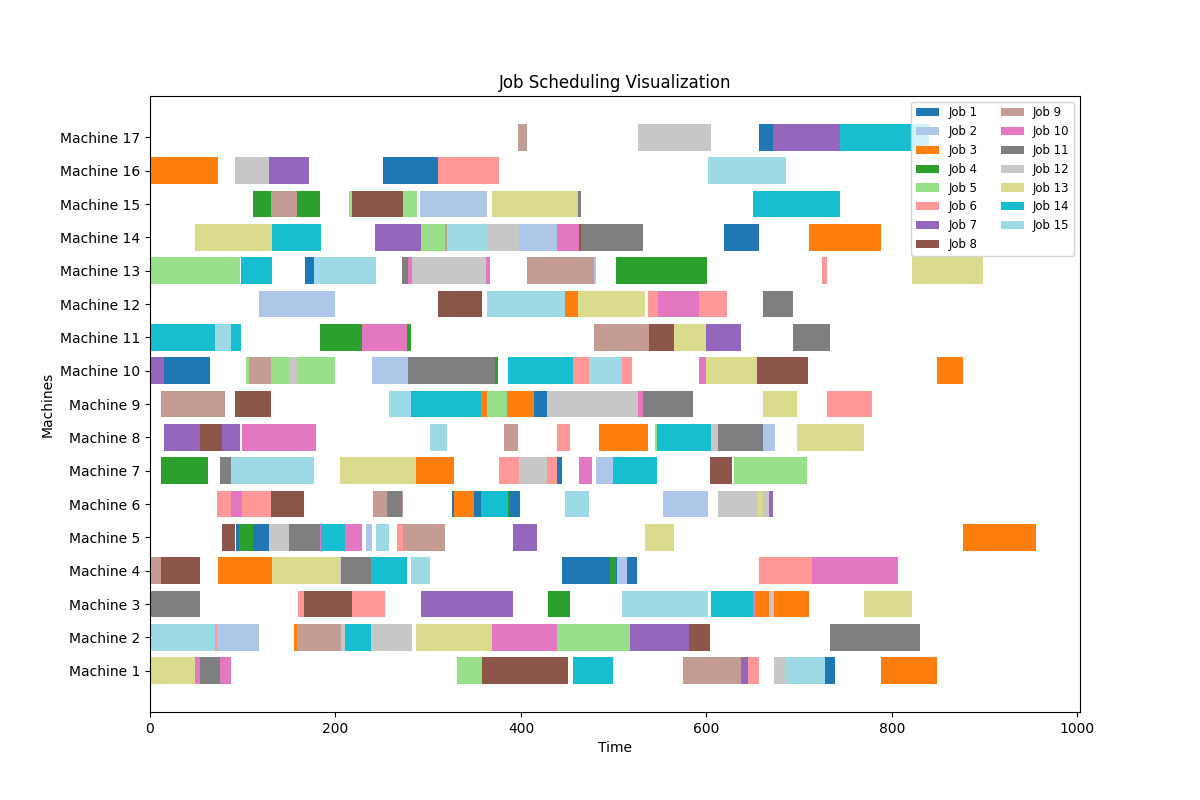 Job Scheduling Visualization
Machine 17
Machine 16
Machine 15
Machine 14
Machine 13
Machine 12
Machine 11
Machine 10
Machine 9
Machine 8
Machine 7
Machine 6
Machine 5
Machine 4
Machine 3
Machine 2
Machine 1
Machines
0 200 400 600 800 1000
Time
Job 1
Job 2
Job 3
Job 4
Job 5
Job 6
Job 7
Job 8
Job 9
Job 10
Job 11
Job 12
Job 13
Job 14
Job 15